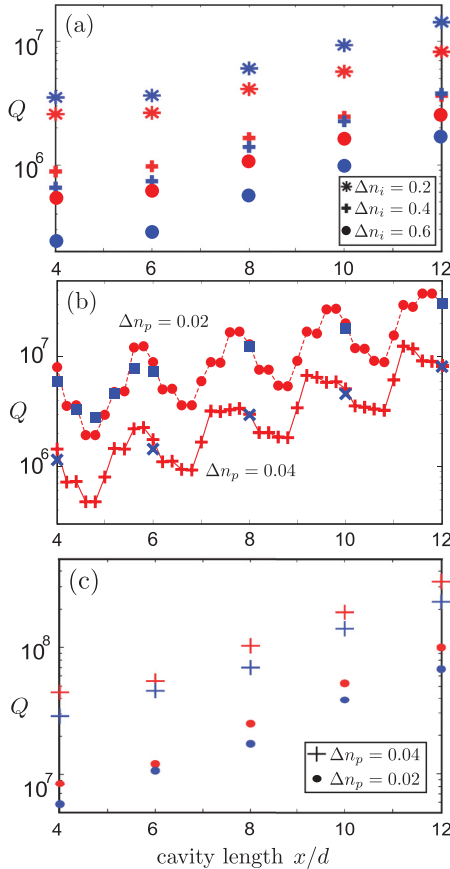 (a)
10^7
Q
10^6
Δn_i = 0.2
Δn_i = 0.4
Δn_i = 0.6
4 6 8 10 12
(b)
Δn_p = 0.02
10^7
Q
10^6
Δn_p = 0.04
4 6 8 10 12
(c)
10^8
Q
Δn_p = 0.04
Δn_p = 0.02
10^7
4 6 8 10 12
cavity length x/d